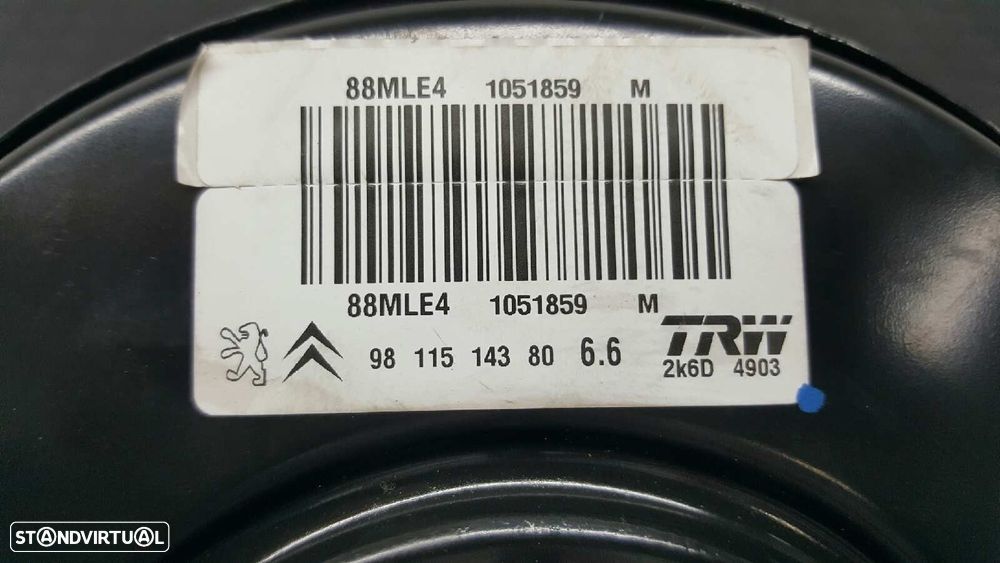 88MLE4 1051859 M
88MLE4 1051859 M
98 115 143 80 6.6
TRW
2k6D 4903
STANDVIRTUAL